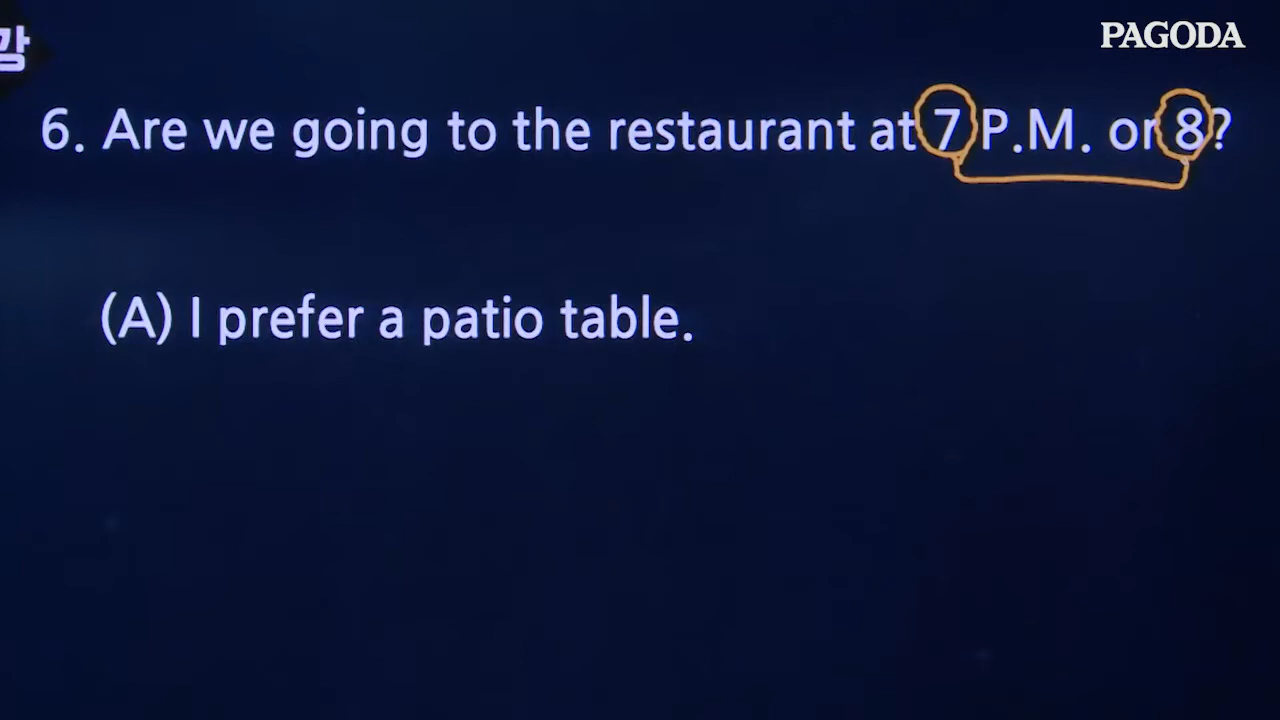 강
PAGODA
6. Are we going to the restaurant at 7 P.M. or 8?
(A) I prefer a patio table.